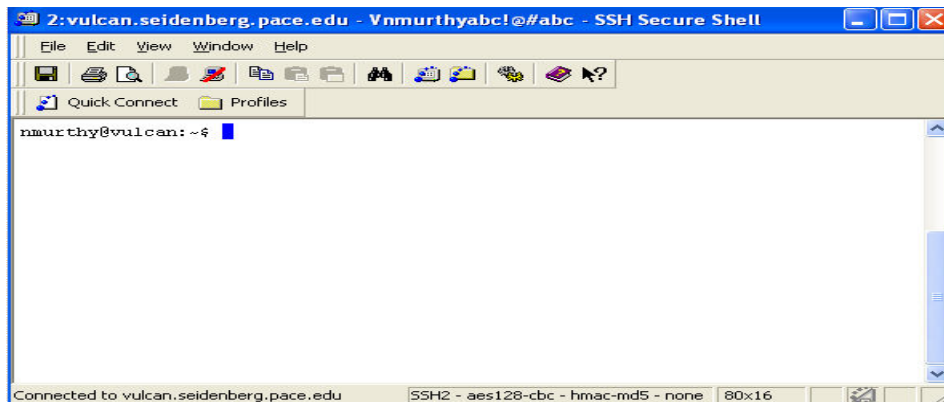 2:vulcan.seidenberg.pace.edu - Vnmurthyabc!@#abc - SSH Secure Shell
File Edit View Window Help
Quick Connect Profiles
nmurthy@vulcan:~$
Connected to vulcan.seidenberg.pace.edu SSH2 - aes128-cbc - hmac-md5 - none 80x16